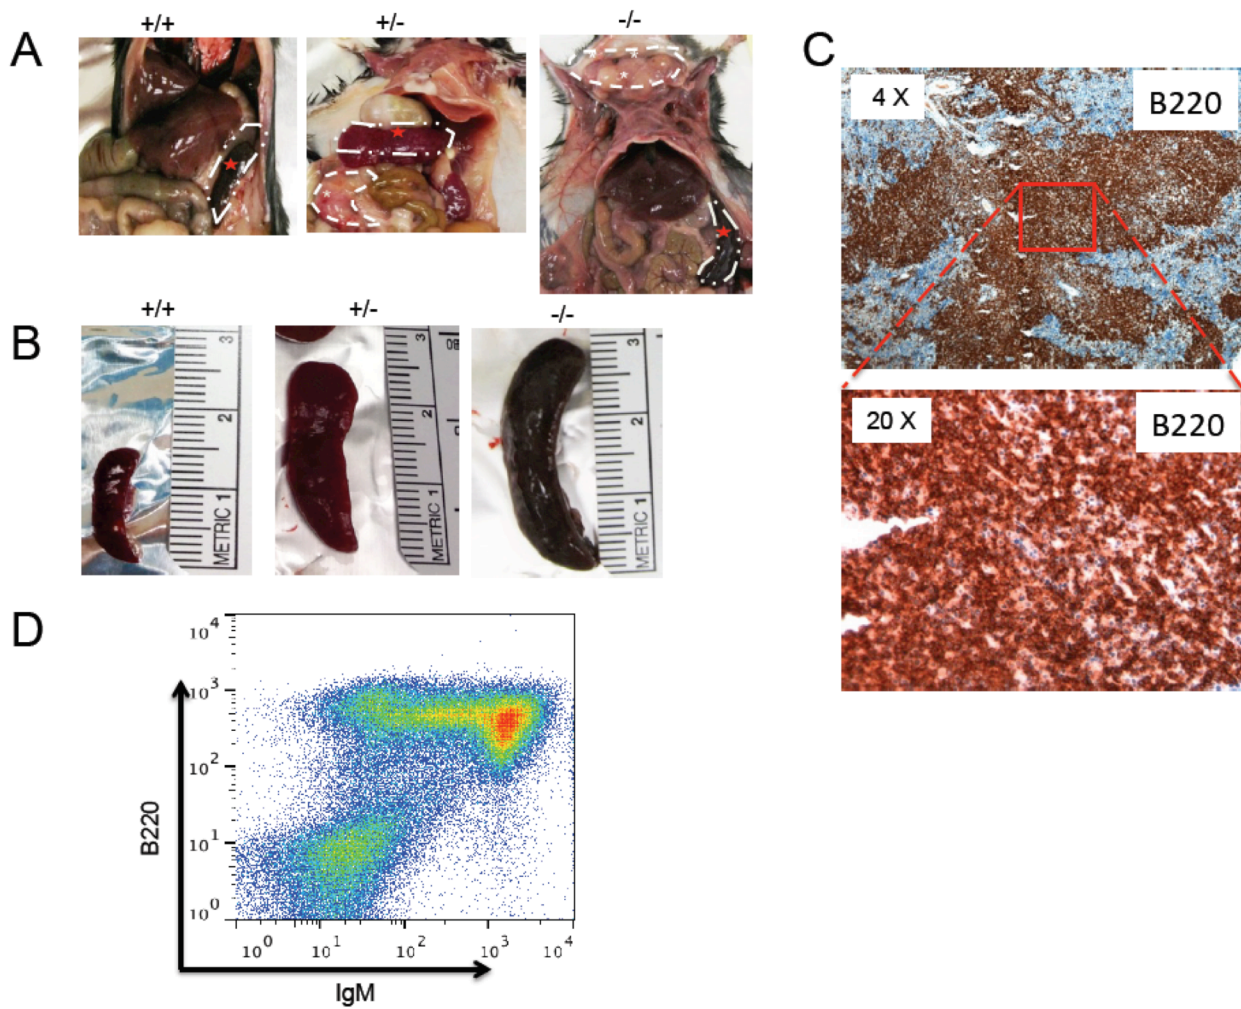 A
+/+
+/-
-/-
B
+/+
+/-
-/-
METRIC 1 2 3
METRIC 1 2 3
METRIC 1 2 3
C
4 X
B220
20 X
B220
D
10^4
10^3
10^2
10^1
10^0
B220
10^0 10^1 10^2 10^3 10^4
IgM